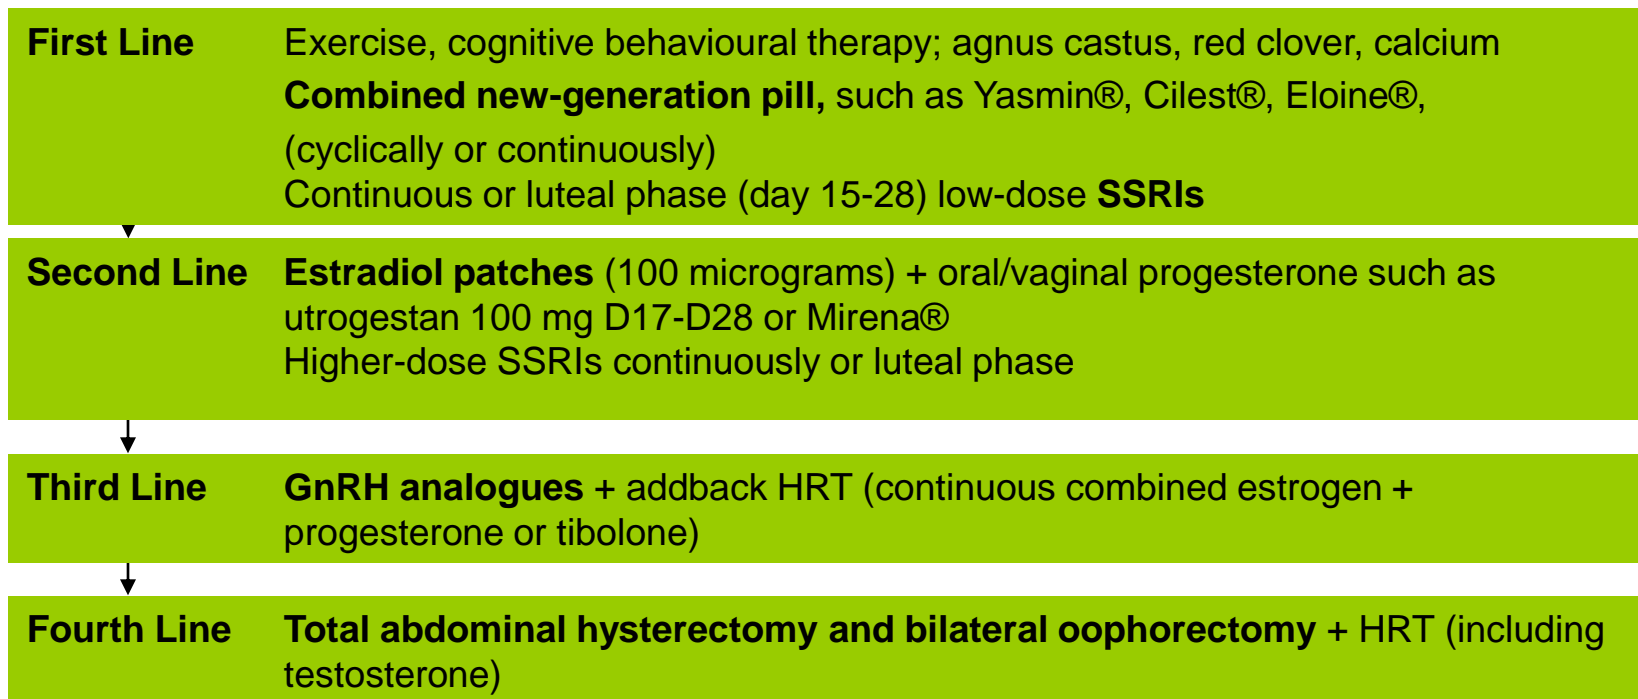 First Line Exercise, cognitive behavioural therapy; agnus castus, red clover, calcium
Combined new-generation pill, such as Yasmin®, Cilest®, Eloine®,
(cyclically or continuously)
Continuous or luteal phase (day 15-28) low-dose SSRIs
Second Line Estradiol patches (100 micrograms) + oral/vaginal progesterone such as
utrogestan 100 mg D17-D28 or Mirena®
Higher-dose SSRIs continuously or luteal phase
Third Line GnRH analogues + addback HRT (continuous combined estrogen +
progesterone or tibolone)
Fourth Line Total abdominal hysterectomy and bilateral oophorectomy + HRT (including
testosterone)